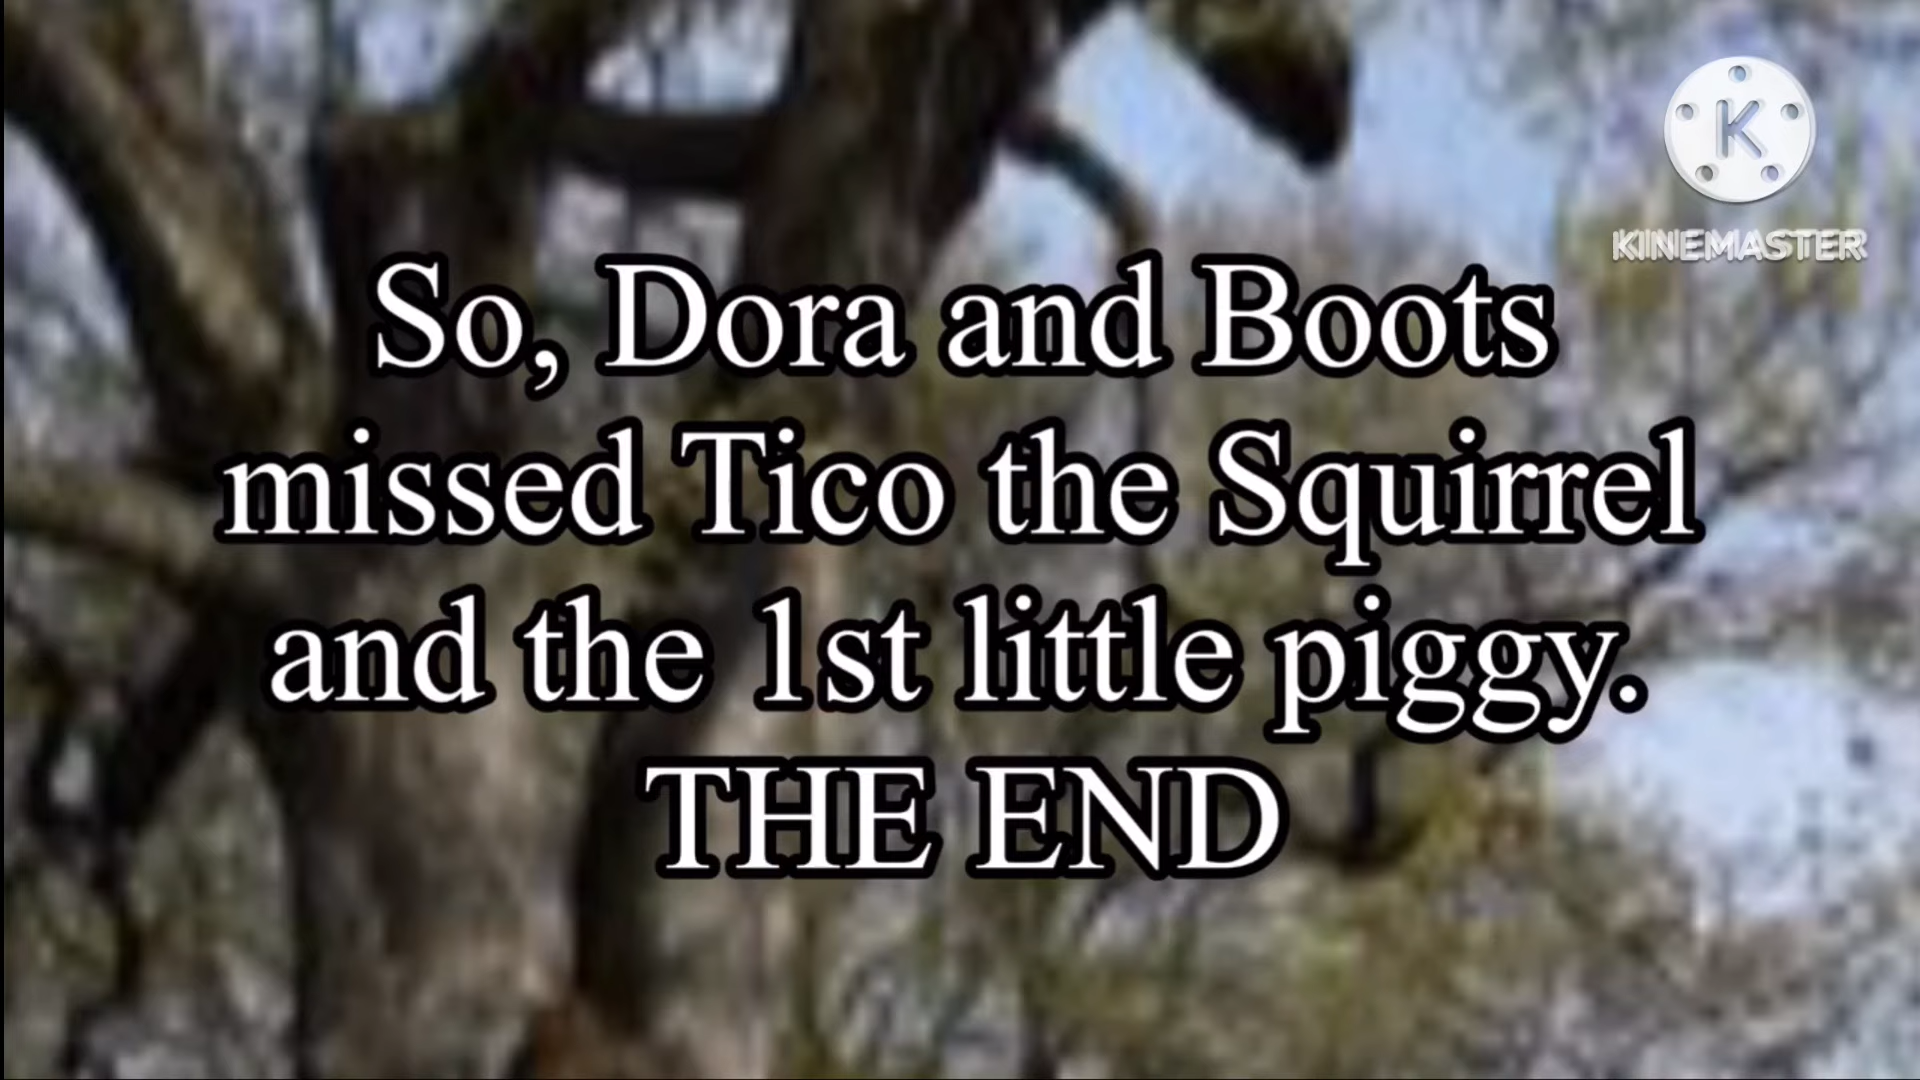 K
KINEMASTER
So, Dora and Boots
missed Tico the Squirrel
and the 1st little piggy.
THE END